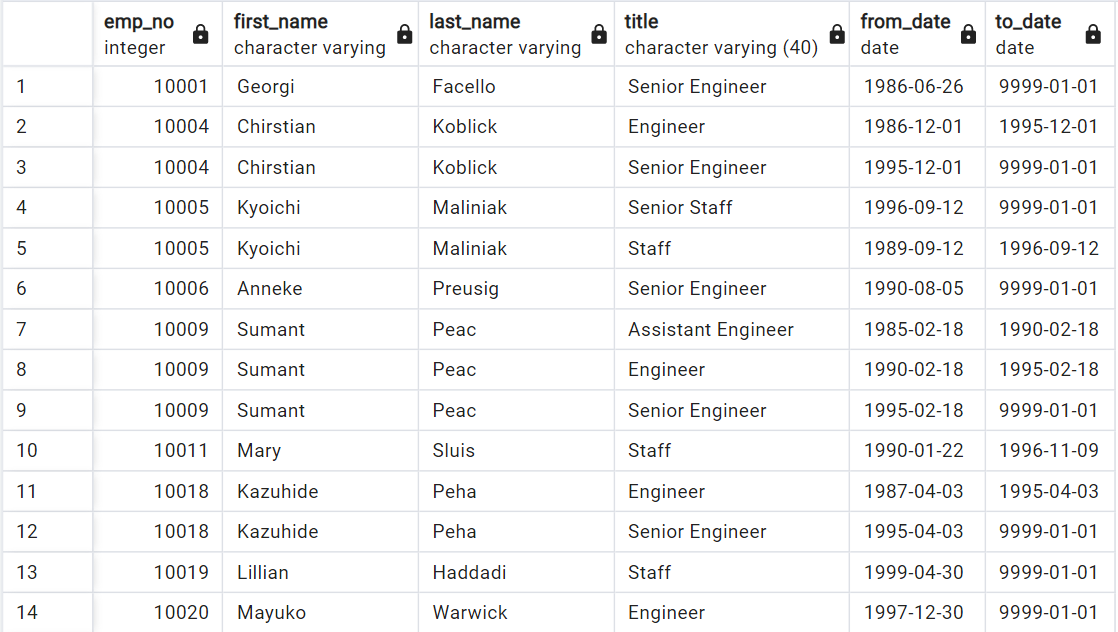 emp_no first_name last_name title from_date to_date
integer character varying character varying character varying (40) date date
1 10001 Georgi Facello Senior Engineer 1986-06-26 9999-01-01
2 10004 Chirstian Koblick Engineer 1986-12-01 1995-12-01
3 10004 Chirstian Koblick Senior Engineer 1995-12-01 9999-01-01
4 10005 Kyoichi Maliniak Senior Staff 1996-09-12 9999-01-01
5 10005 Kyoichi Maliniak Staff 1989-09-12 1996-09-12
6 10006 Anneke Preusig Senior Engineer 1990-08-05 9999-01-01
7 10009 Sumant Peac Assistant Engineer 1985-02-18 1990-02-18
8 10009 Sumant Peac Engineer 1990-02-18 1995-02-18
9 10009 Sumant Peac Senior Engineer 1995-02-18 9999-01-01
10 10011 Mary Sluis Staff 1990-01-22 1996-11-09
11 10018 Kazuhide Peha Engineer 1987-04-03 1995-04-03
12 10018 Kazuhide Peha Senior Engineer 1995-04-03 9999-01-01
13 10019 Lillian Haddadi Staff 1999-04-30 9999-01-01
14 10020 Mayuko Warwick Engineer 1997-12-30 9999-01-01